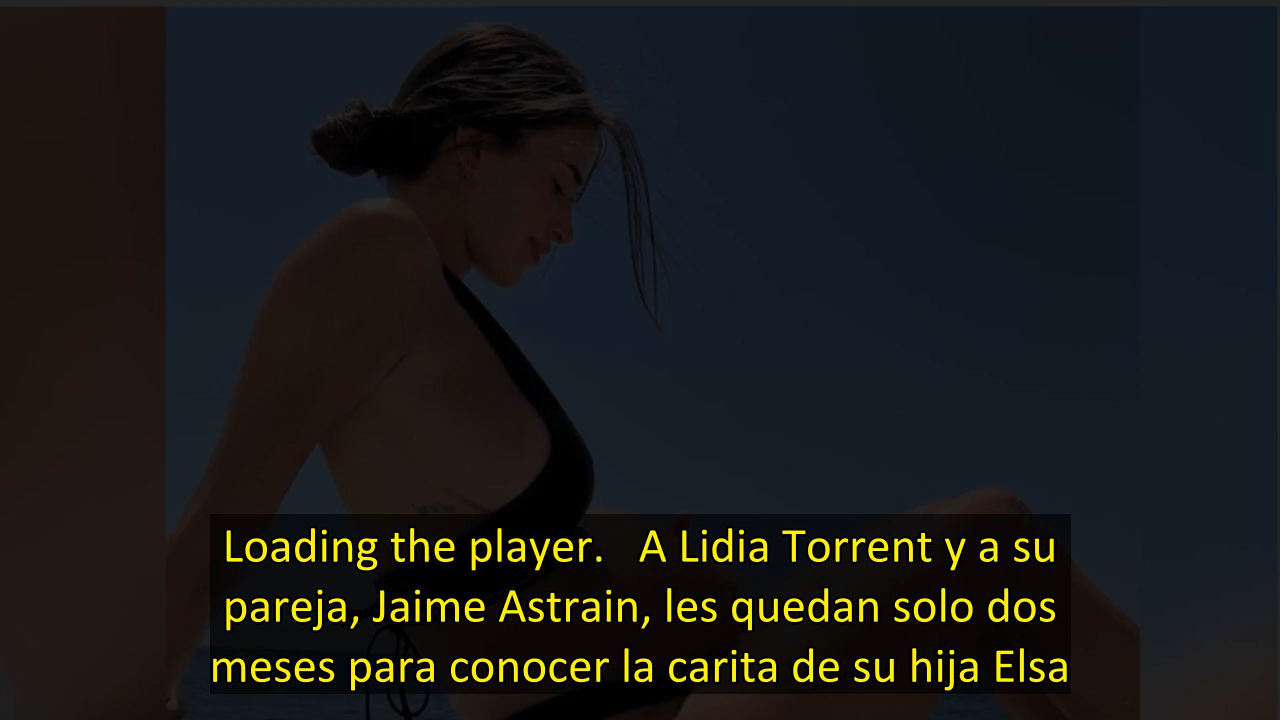 Loading the player.   A Lidia Torrent y a su
pareja, Jaime Astrain, les quedan solo dos
meses para conocer la carita de su hija Elsa